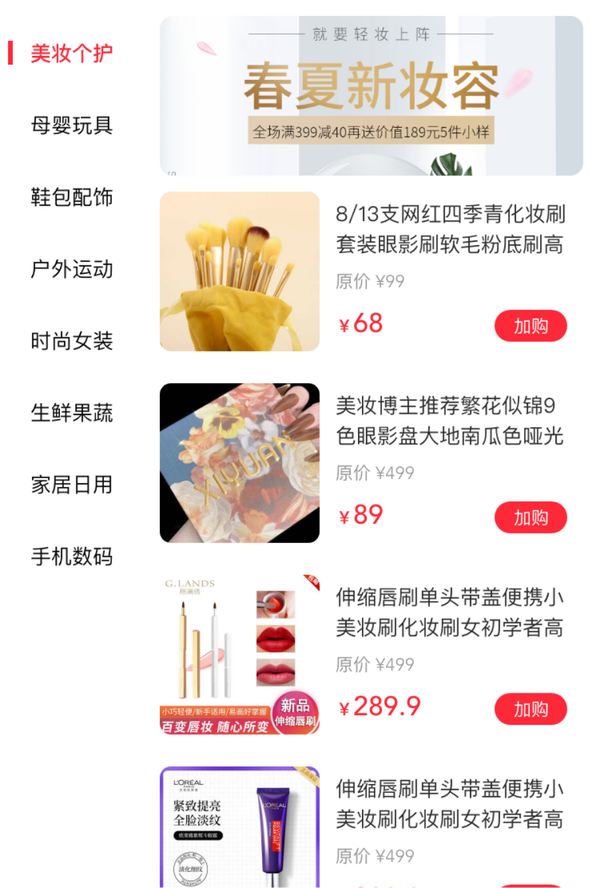 美妆个护
母婴玩具
鞋包配饰
户外运动
时尚女装
生鲜果蔬
家居日用
手机数码
就要轻妆上阵
春夏新妆容
全场满399减40再送价值189元5件小样
8/13支网红四季青化妆刷
套装眼影刷软毛粉底刷高
原价 ¥99
¥68
加购
XIYUAN
美妆博主推荐繁花似锦9
色眼影盘大地南瓜色哑光
原价 ¥499
¥89
加购
G.LANDS
小巧轻便/新手适用/易画好掌握
百变唇妆 随心所变
新品
伸缩唇刷
伸缩唇刷单头带盖便携小
美妆刷化妆刷女初学者高
原价 ¥499
¥289.9
加购
L'ORÉAL
PARIS
紧致提亮
全脸淡纹
淡化细纹
L'ORÉAL
伸缩唇刷单头带盖便携小
美妆刷化妆刷女初学者高
原价 ¥499